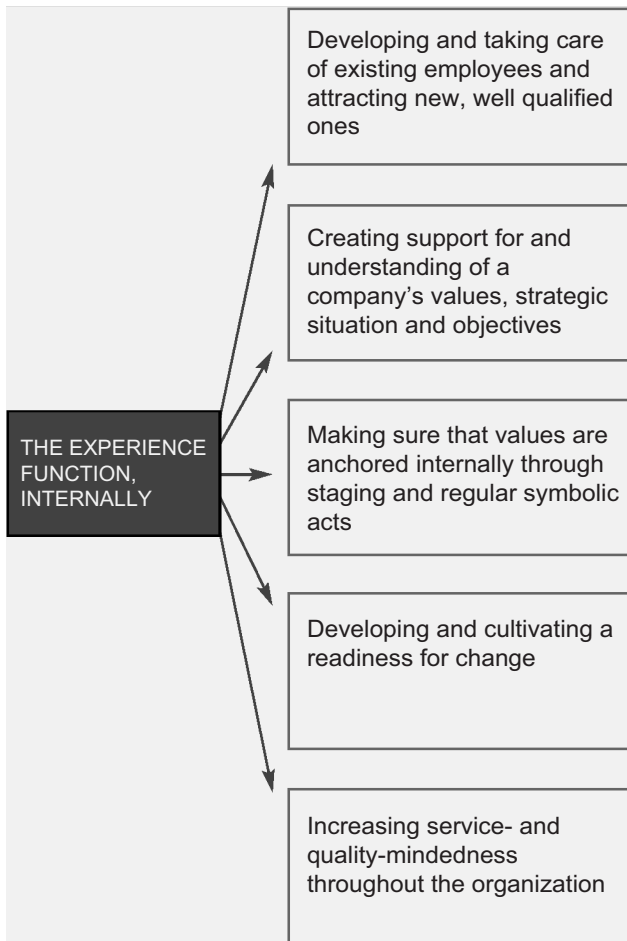 Developing and taking care
of existing employees and
attracting new, well qualified
ones
Creating support for and
understanding of a
company’s values, strategic
situation and objectives
THE EXPERIENCE
FUNCTION,
INTERNALLY
Making sure that values are
anchored internally through
staging and regular symbolic
acts
Developing and cultivating a
readiness for change
Increasing service- and
quality-mindedness
throughout the organization